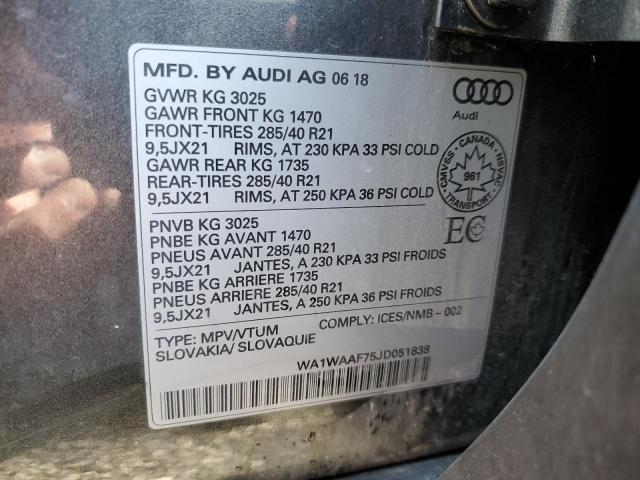 MFD. BY AUDI AG 06 18
GVWR KG 3025
GAWR FRONT KG 1470
FRONT-TIRES 285/40 R21
9,5JX21 RIMS, AT 230 KPA 33 PSI COLD
GAWR REAR KG 1735
REAR-TIRES 285/40 R21
9,5JX21 RIMS, AT 250 KPA 36 PSI COLD
Audi
CMVSS - CANADA - NSVAC
961
TRANSPORT
PNVB KG 3025
PNBE KG AVANT 1470
PNEUS AVANT 285/40 R21
9,5JX21 JANTES, A 230 KPA 33 PSI FROIDS
PNBE KG ARRIERE 1735
PNEUS ARRIERE 285/40 R21
9,5JX21 JANTES, A 250 KPA 36 PSI FROIDS
EC
TYPE: MPV/VTUM COMPLY: ICES/NMB - 002
SLOVAKIA/ SLOVAQUIE
WA1WAAF75JD051838